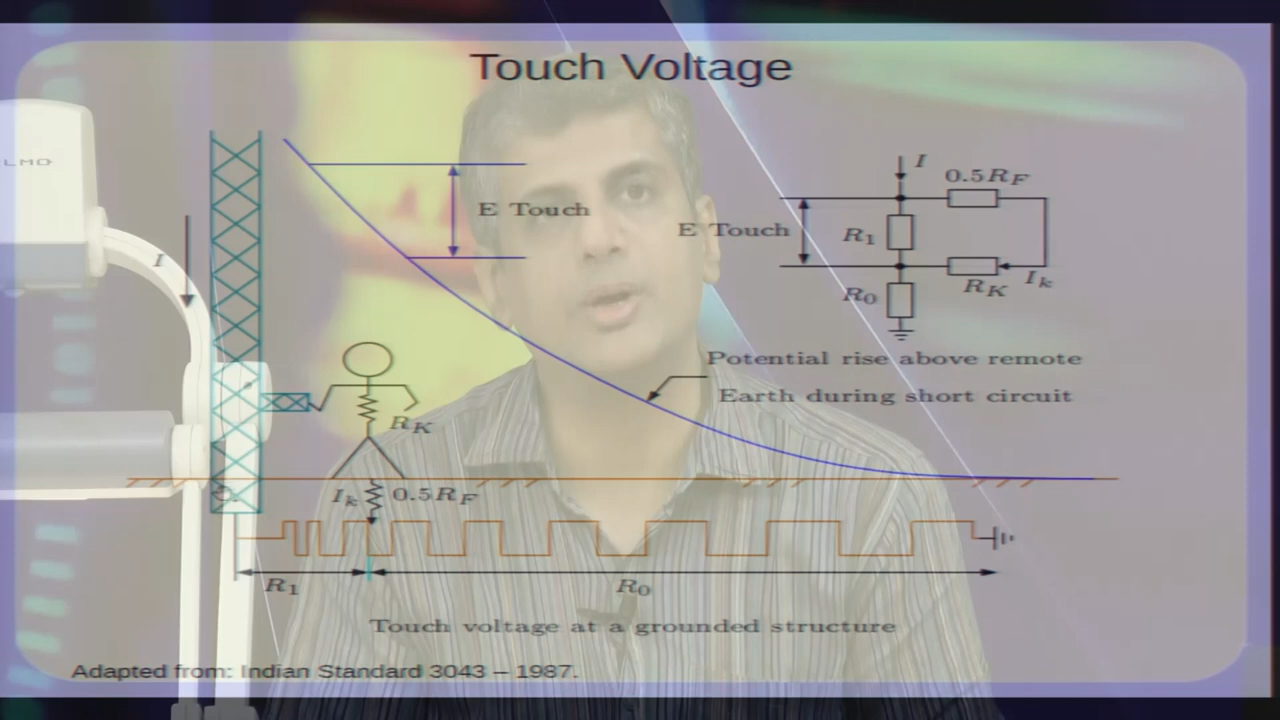 Touch Voltage
LMO
I
E Touch
E Touch
I
0.5R_F
R_1
R_K
I_k
R_0
Potential rise above remote
Earth during short circuit
R_K
I_k
0.5R_F
R_1
R_0
Touch voltage at a grounded structure
Adapted from: Indian Standard 3043 – 1987.